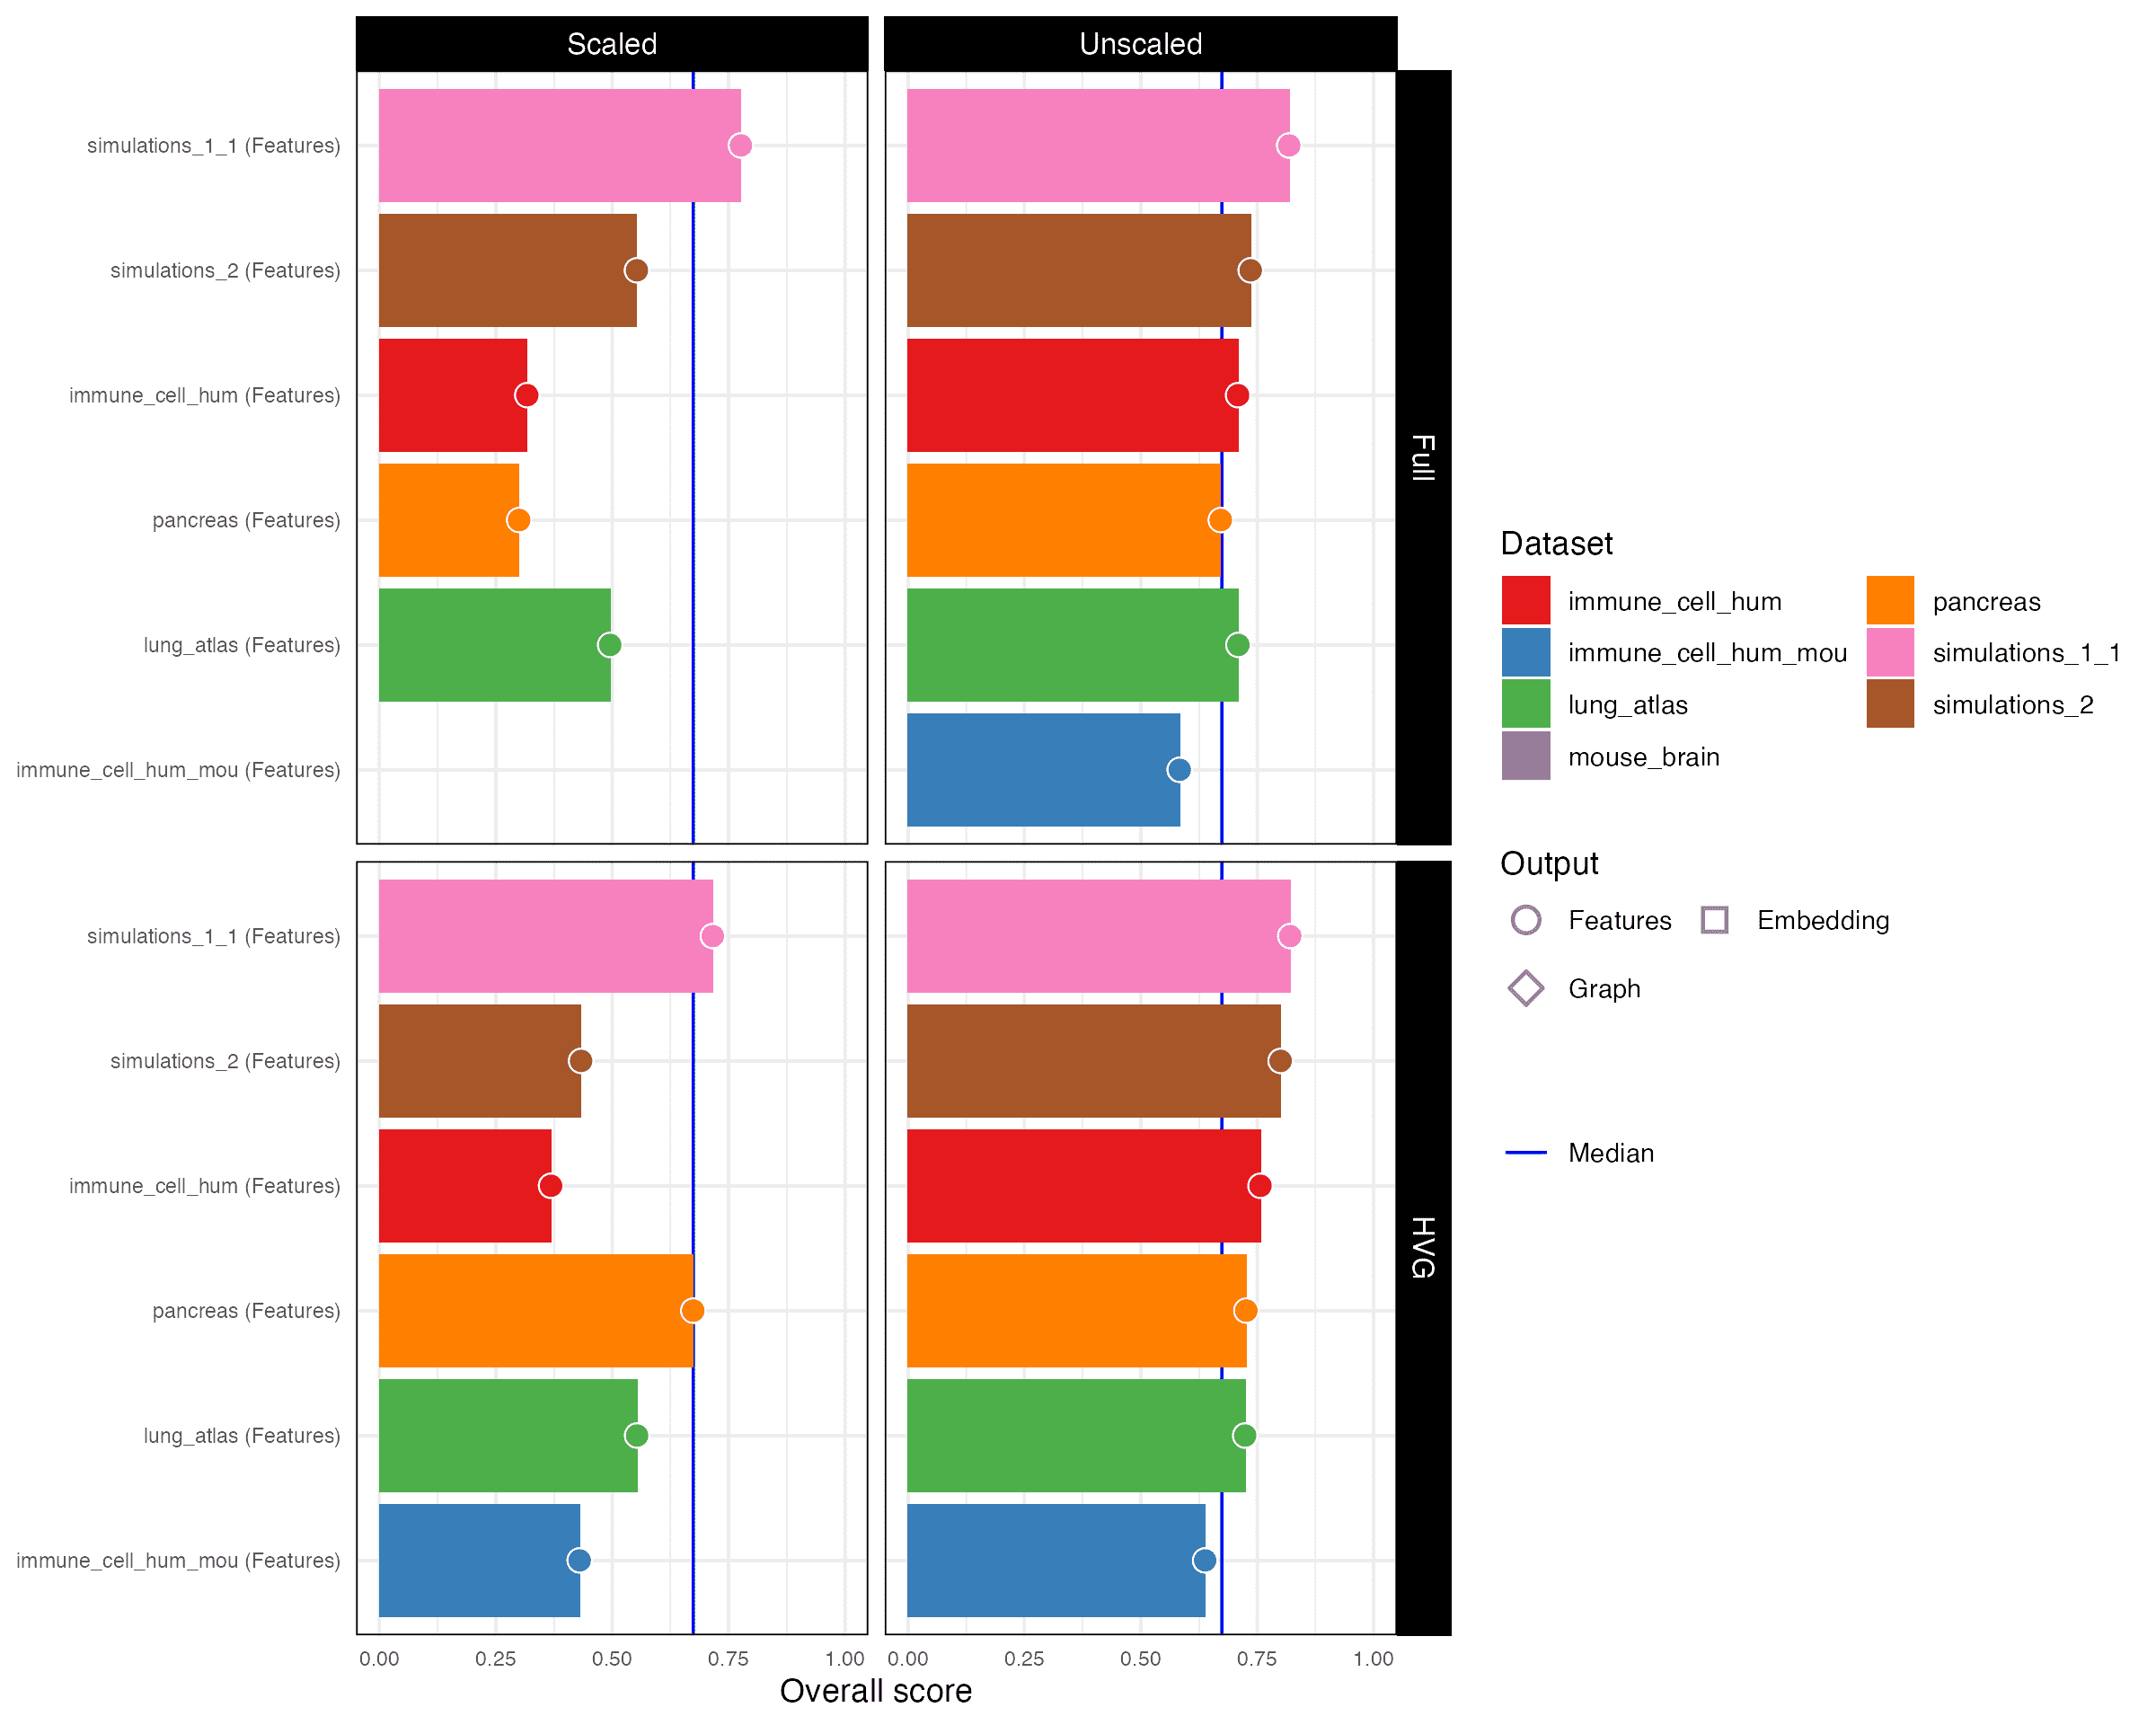 Scaled
Unscaled
simulations_1_1 (Features)
simulations_2 (Features)
immune_cell_hum (Features)
pancreas (Features)
lung_atlas (Features)
immune_cell_hum_mou (Features)
Full
simulations_1_1 (Features)
simulations_2 (Features)
immune_cell_hum (Features)
pancreas (Features)
lung_atlas (Features)
immune_cell_hum_mou (Features)
HVG
0.00 0.25 0.50 0.75 1.00
0.00 0.25 0.50 0.75 1.00
Overall score
Dataset
immune_cell_hum
immune_cell_hum_mou
lung_atlas
mouse_brain
pancreas
simulations_1_1
simulations_2
Output
Features
Embedding
Graph
Median